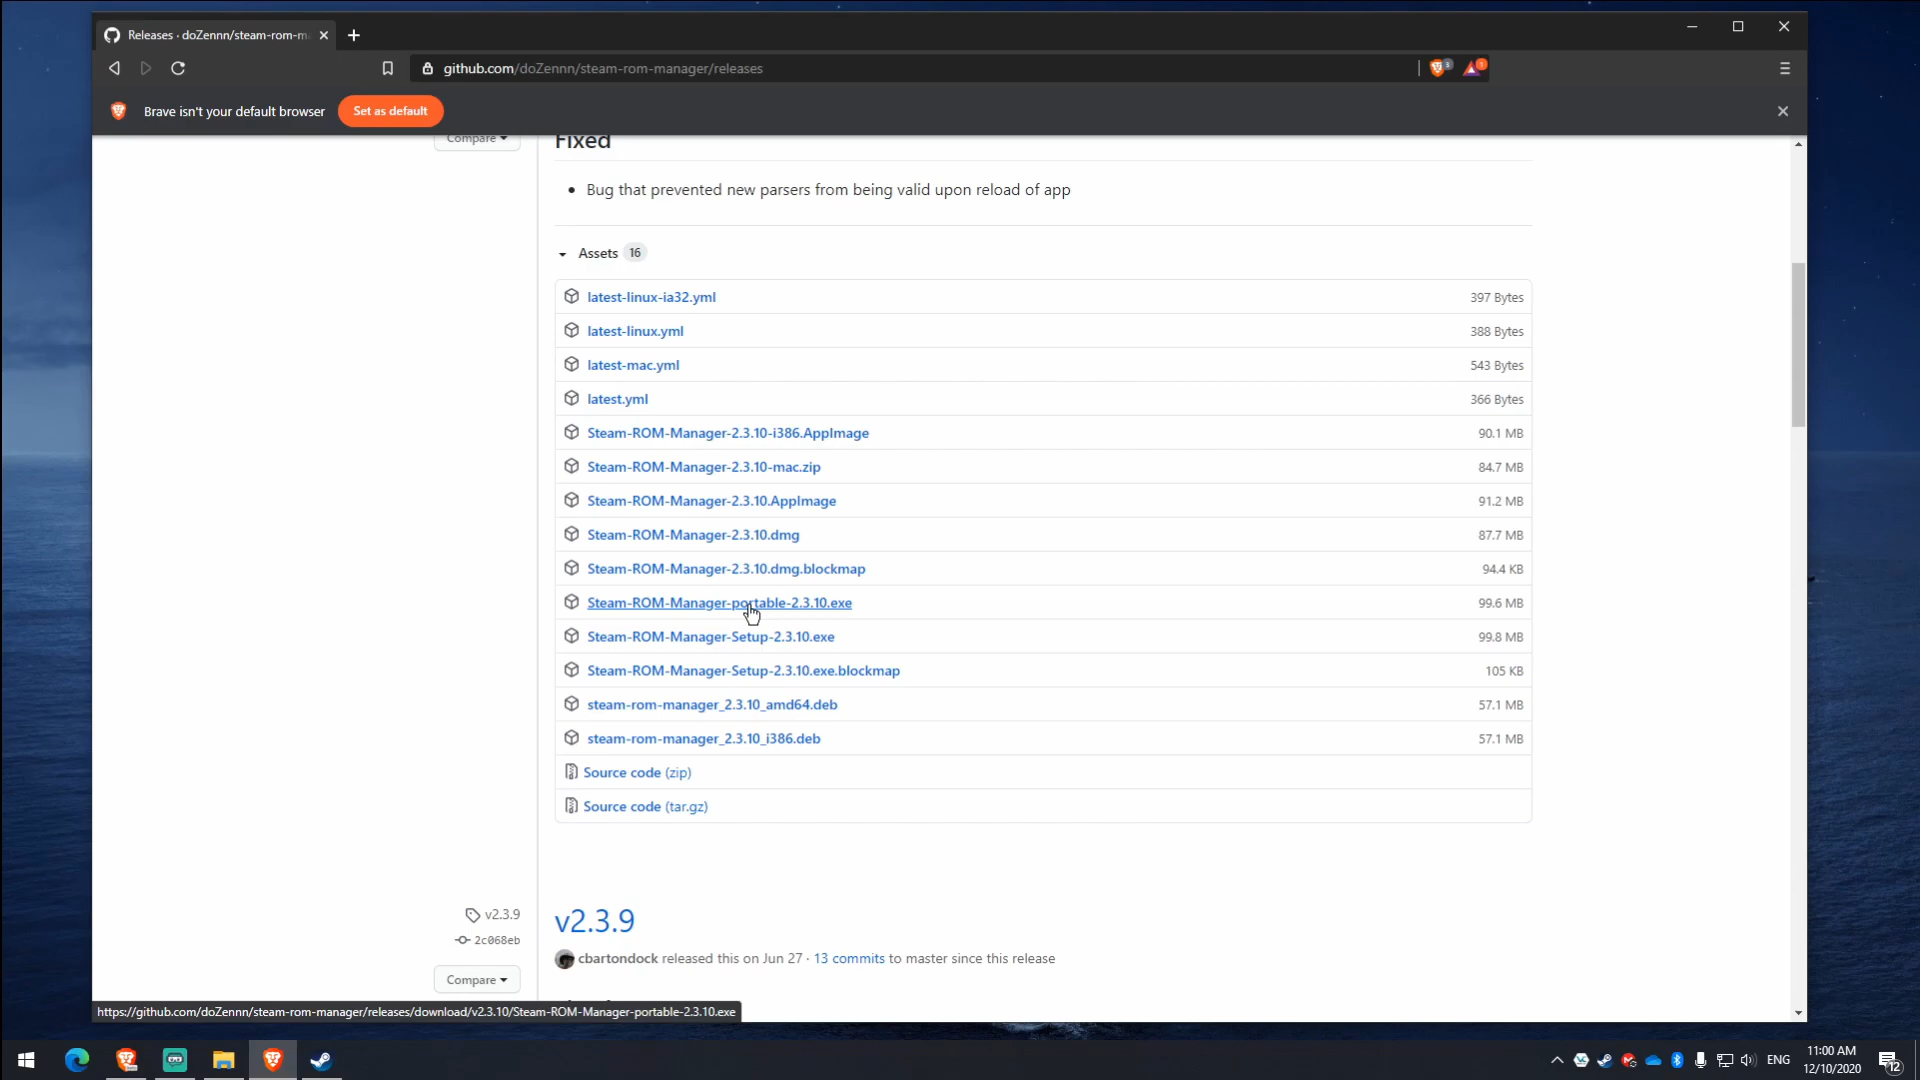 Releases · doZennn/steam-rom-m
github.com/doZennn/steam-rom-manager/releases
3
1
Brave isn't your default browser
Set as default
Compare
Fixed
Bug that prevented new parsers from being valid upon reload of app
Assets 16
latest-linux-ia32.yml 397 Bytes
latest-linux.yml 388 Bytes
latest-mac.yml 543 Bytes
latest.yml 366 Bytes
Steam-ROM-Manager-2.3.10-i386.AppImage 90.1 MB
Steam-ROM-Manager-2.3.10-mac.zip 84.7 MB
Steam-ROM-Manager-2.3.10.AppImage 91.2 MB
Steam-ROM-Manager-2.3.10.dmg 87.7 MB
Steam-ROM-Manager-2.3.10.dmg.blockmap 94.4 KB
Steam-ROM-Manager-portable-2.3.10.exe 99.6 MB
Steam-ROM-Manager-Setup-2.3.10.exe 99.8 MB
Steam-ROM-Manager-Setup-2.3.10.exe.blockmap 105 KB
steam-rom-manager_2.3.10_amd64.deb 57.1 MB
steam-rom-manager_2.3.10_i386.deb 57.1 MB
Source code (zip)
Source code (tar.gz)
v2.3.9
2c068eb
Compare
v2.3.9
cbartondock released this on Jun 27 · 13 commits to master since this release
https://github.com/doZennn/steam-rom-manager/releases/download/v2.3.10/Steam-ROM-Manager-portable-2.3.10.exe
ENG
11:00 AM
12/10/2020
12